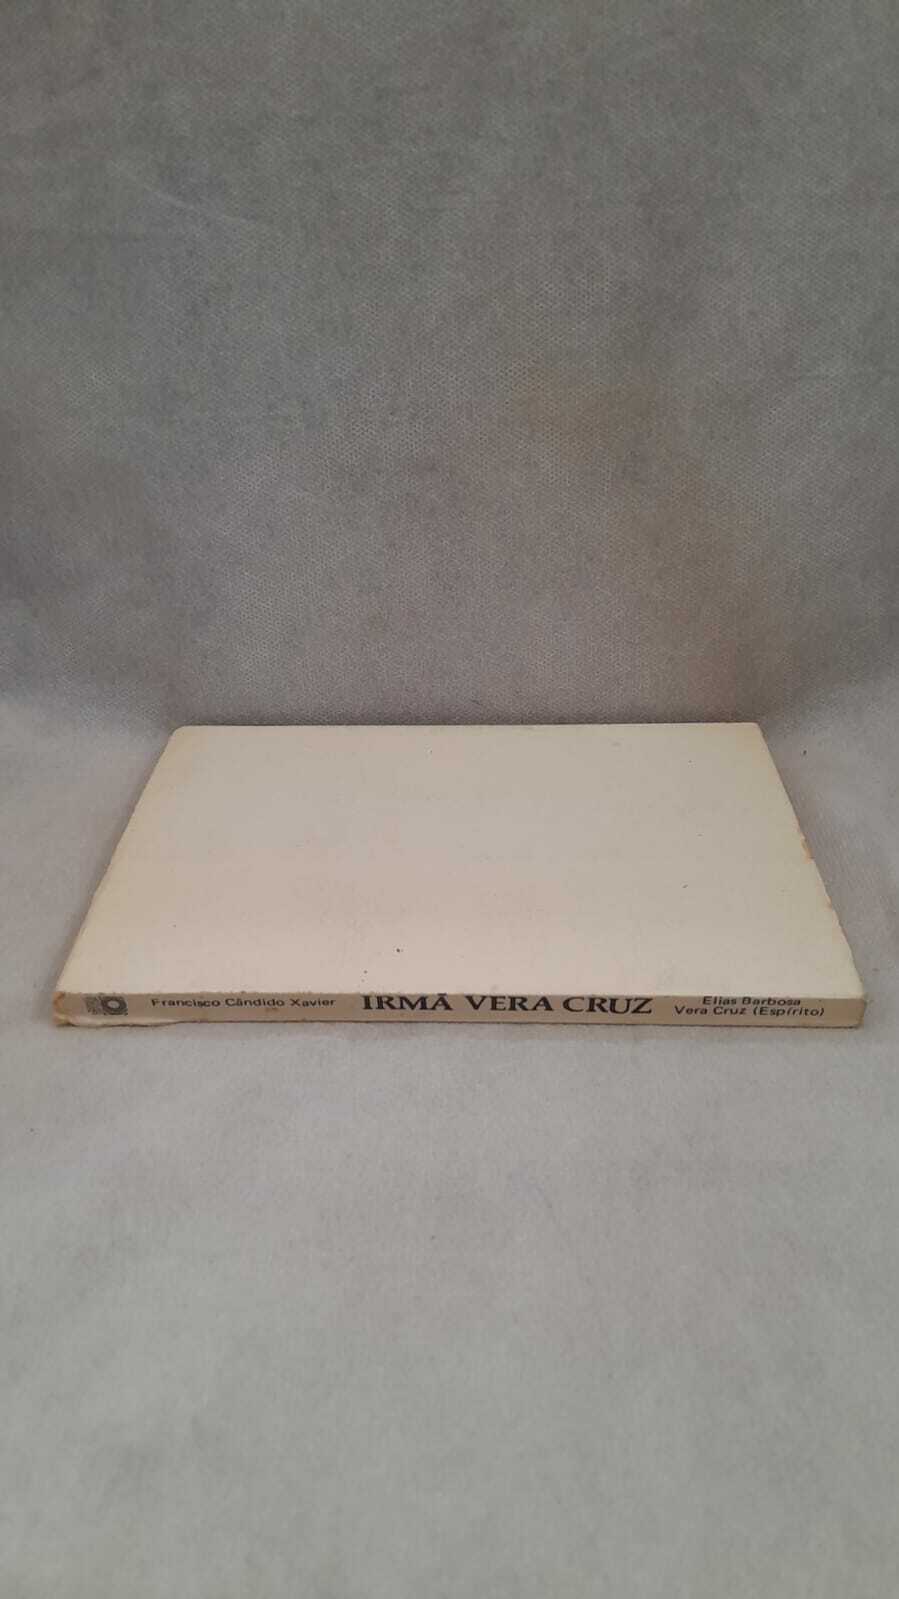 Francisco Cândido Xavier
IRMÃ VERA CRUZ
Elias Barbosa
Vera Cruz (Espírito)